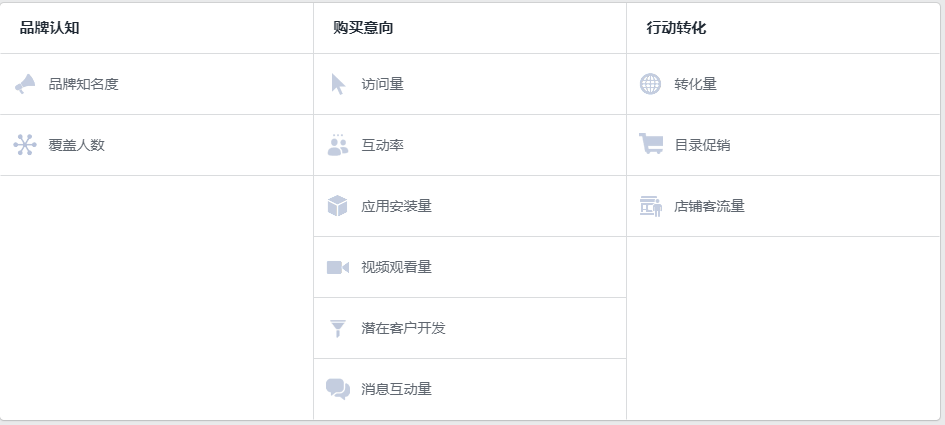 品牌认知
购买意向
行动转化
品牌知名度
访问量
转化量
覆盖人数
互动率
目录促销
应用安装量
店铺客流量
视频观看量
潜在客户开发
消息互动量